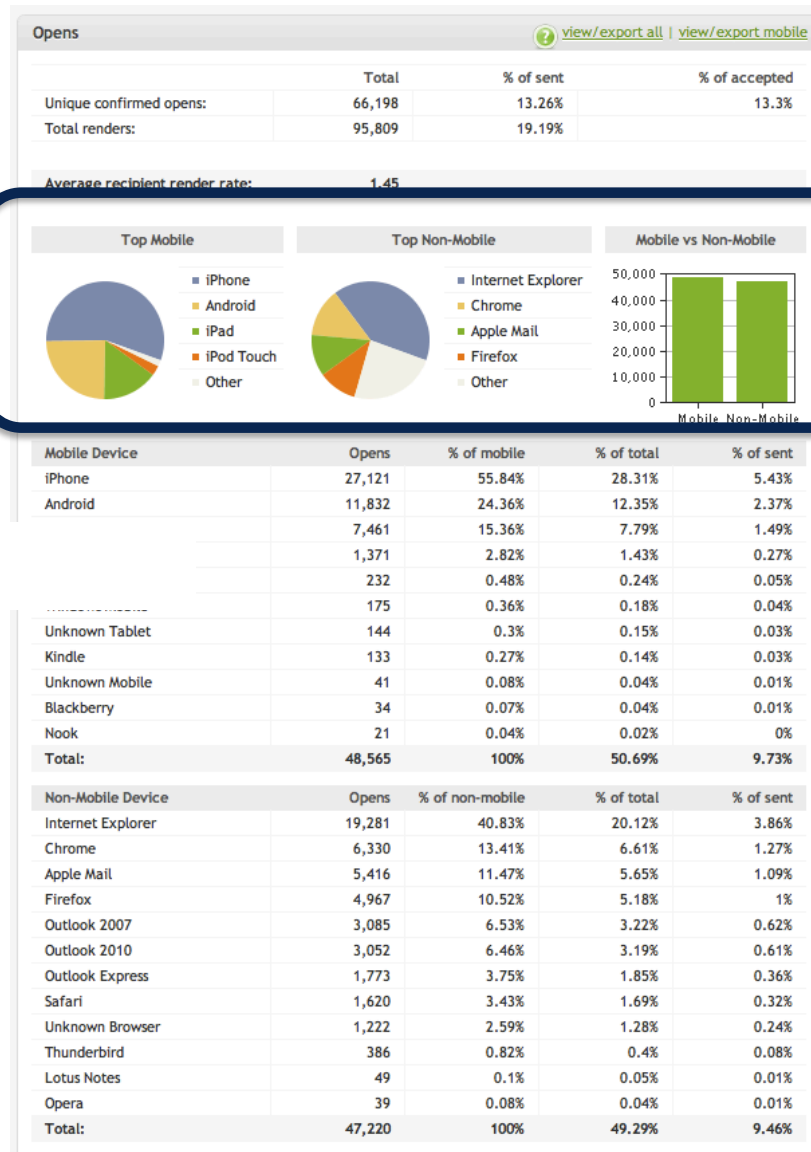 Opens view/export all | view/export mobile
Total % of sent % of accepted
Unique confirmed opens: 66,198 13.26% 13.3%
Total renders: 95,809 19.19%
Average recipient render rate: 1.45
Top Mobile Top Non-Mobile Mobile vs Non-Mobile
iPhone
Android
iPad
iPod Touch
Other
Internet Explorer
Chrome
Apple Mail
Firefox
Other
50,000
40,000
30,000
20,000
10,000
0
Mobile Non-Mobile
Mobile Device Opens % of mobile % of total % of sent
iPhone 27,121 55.84% 28.31% 5.43%
Android 11,832 24.36% 12.35% 2.37%
7,461 15.36% 7.79% 1.49%
1,371 2.82% 1.43% 0.27%
232 0.48% 0.24% 0.05%
175 0.36% 0.18% 0.04%
Unknown Tablet 144 0.3% 0.15% 0.03%
Kindle 133 0.27% 0.14% 0.03%
Unknown Mobile 41 0.08% 0.04% 0.01%
Blackberry 34 0.07% 0.04% 0.01%
Nook 21 0.04% 0.02% 0%
Total: 48,565 100% 50.69% 9.73%
Non-Mobile Device Opens % of non-mobile % of total % of sent
Internet Explorer 19,281 40.83% 20.12% 3.86%
Chrome 6,330 13.41% 6.61% 1.27%
Apple Mail 5,416 11.47% 5.65% 1.09%
Firefox 4,967 10.52% 5.18% 1%
Outlook 2007 3,085 6.53% 3.22% 0.62%
Outlook 2010 3,052 6.46% 3.19% 0.61%
Outlook Express 1,773 3.75% 1.85% 0.36%
Safari 1,620 3.43% 1.69% 0.32%
Unknown Browser 1,222 2.59% 1.28% 0.24%
Thunderbird 386 0.82% 0.4% 0.08%
Lotus Notes 49 0.1% 0.05% 0.01%
Opera 39 0.08% 0.04% 0.01%
Total: 47,220 100% 49.29% 9.46%